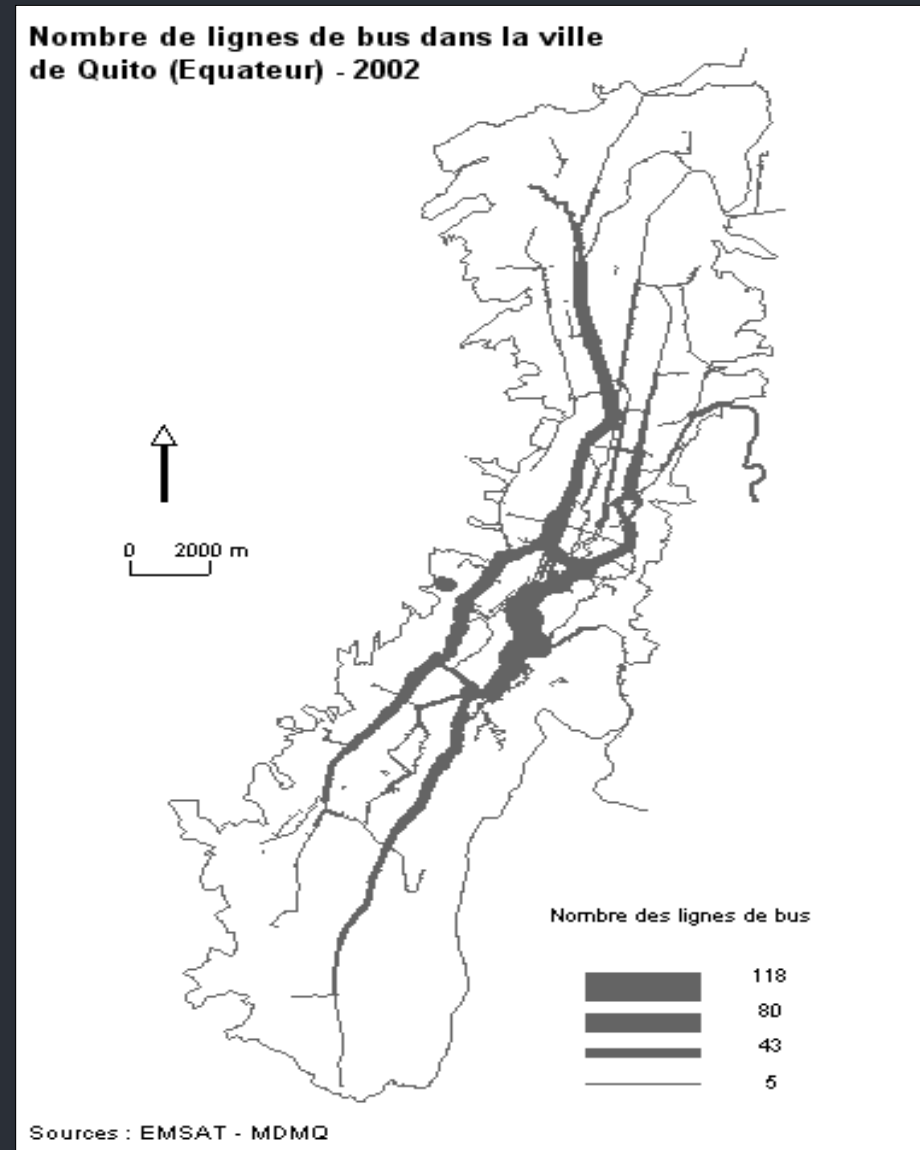 Nombre de lignes de bus dans la ville
de Quito (Equateur) - 2002
0 2000 m
Nombre des lignes de bus
118
80
43
5
Sources : EMSAT - MDMQ